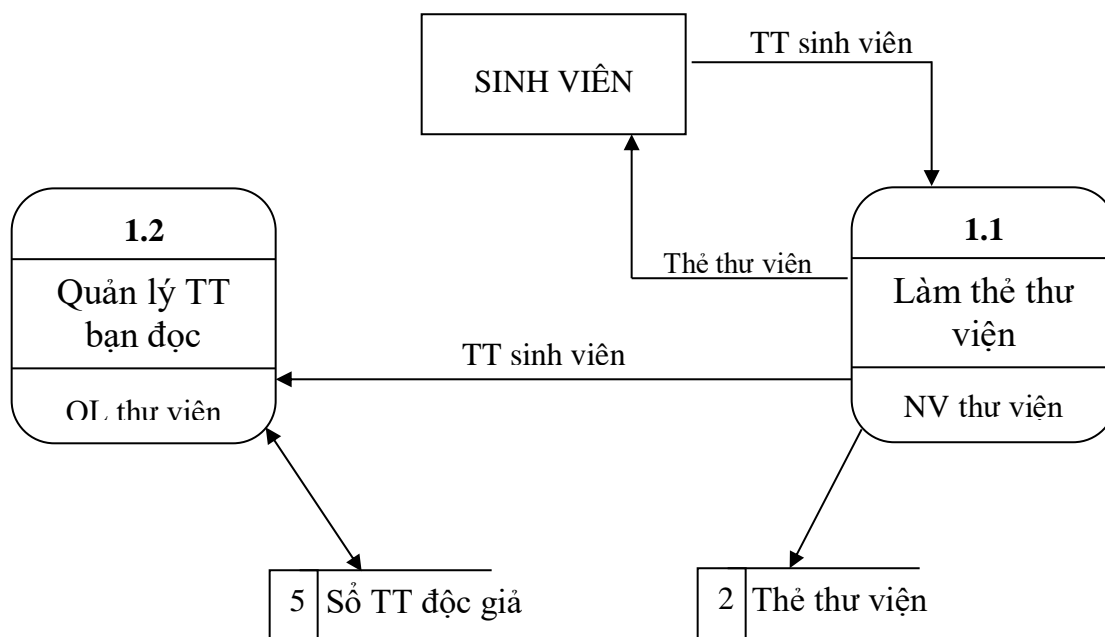 TT sinh viên
SINH VIÊN
1.2
Quản lý TT
bạn đọc
QL thư viện
Thẻ thư viện
1.1
Làm thẻ thư
viện
NV thư viện
TT sinh viên
5 Sổ TT độc giả
2 Thẻ thư viện